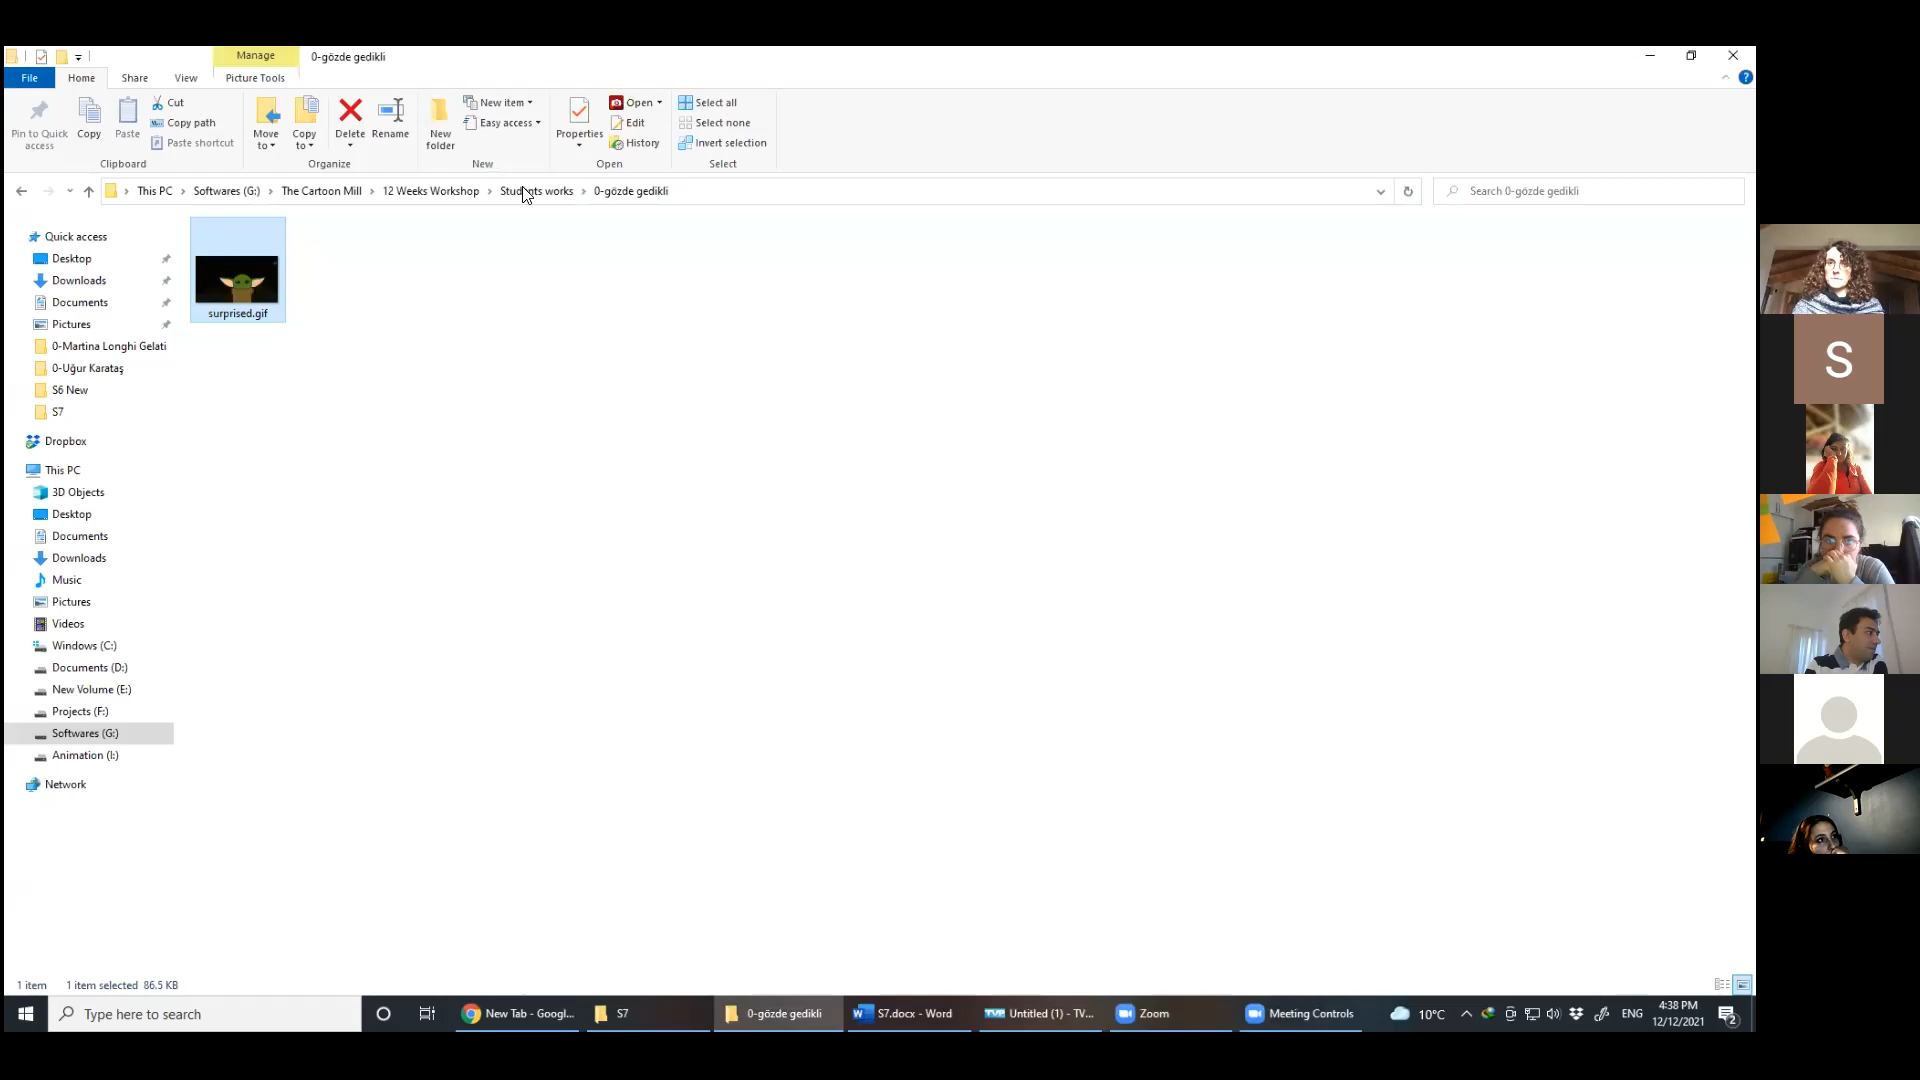 Manage
0-gözde gedikli
File
Home
Share
View
Picture Tools
Pin to Quick access
Copy
Paste
Cut
Copy path
Paste shortcut
Clipboard
Move to
Copy to
Delete
Rename
Organize
New folder
New item
Easy access
New
Properties
Open
Edit
History
Open
Select all
Select none
Invert selection
Select
This PC
Softwares (G:)
The Cartoon Mill
12 Weeks Workshop
Students works
0-gözde gedikli
Search 0-gözde gedikli
Quick access
Desktop
Downloads
Documents
Pictures
0-Martina Longhi Gelati
0-Uğur Karataş
S6 New
S7
Dropbox
This PC
3D Objects
Desktop
Documents
Downloads
Music
Pictures
Videos
Windows (C:)
Documents (D:)
New Volume (E:)
Projects (F:)
Softwares (G:)
Animation (I:)
Network
surprised.gif
S
1 item
1 item selected 86.5 KB
Type here to search
New Tab - Googl...
S7
0-gözde gedikli
S7.docx - Word
Untitled (1) - TV...
Zoom
Meeting Controls
10°C
ENG
4:38 PM
12/12/2021
2